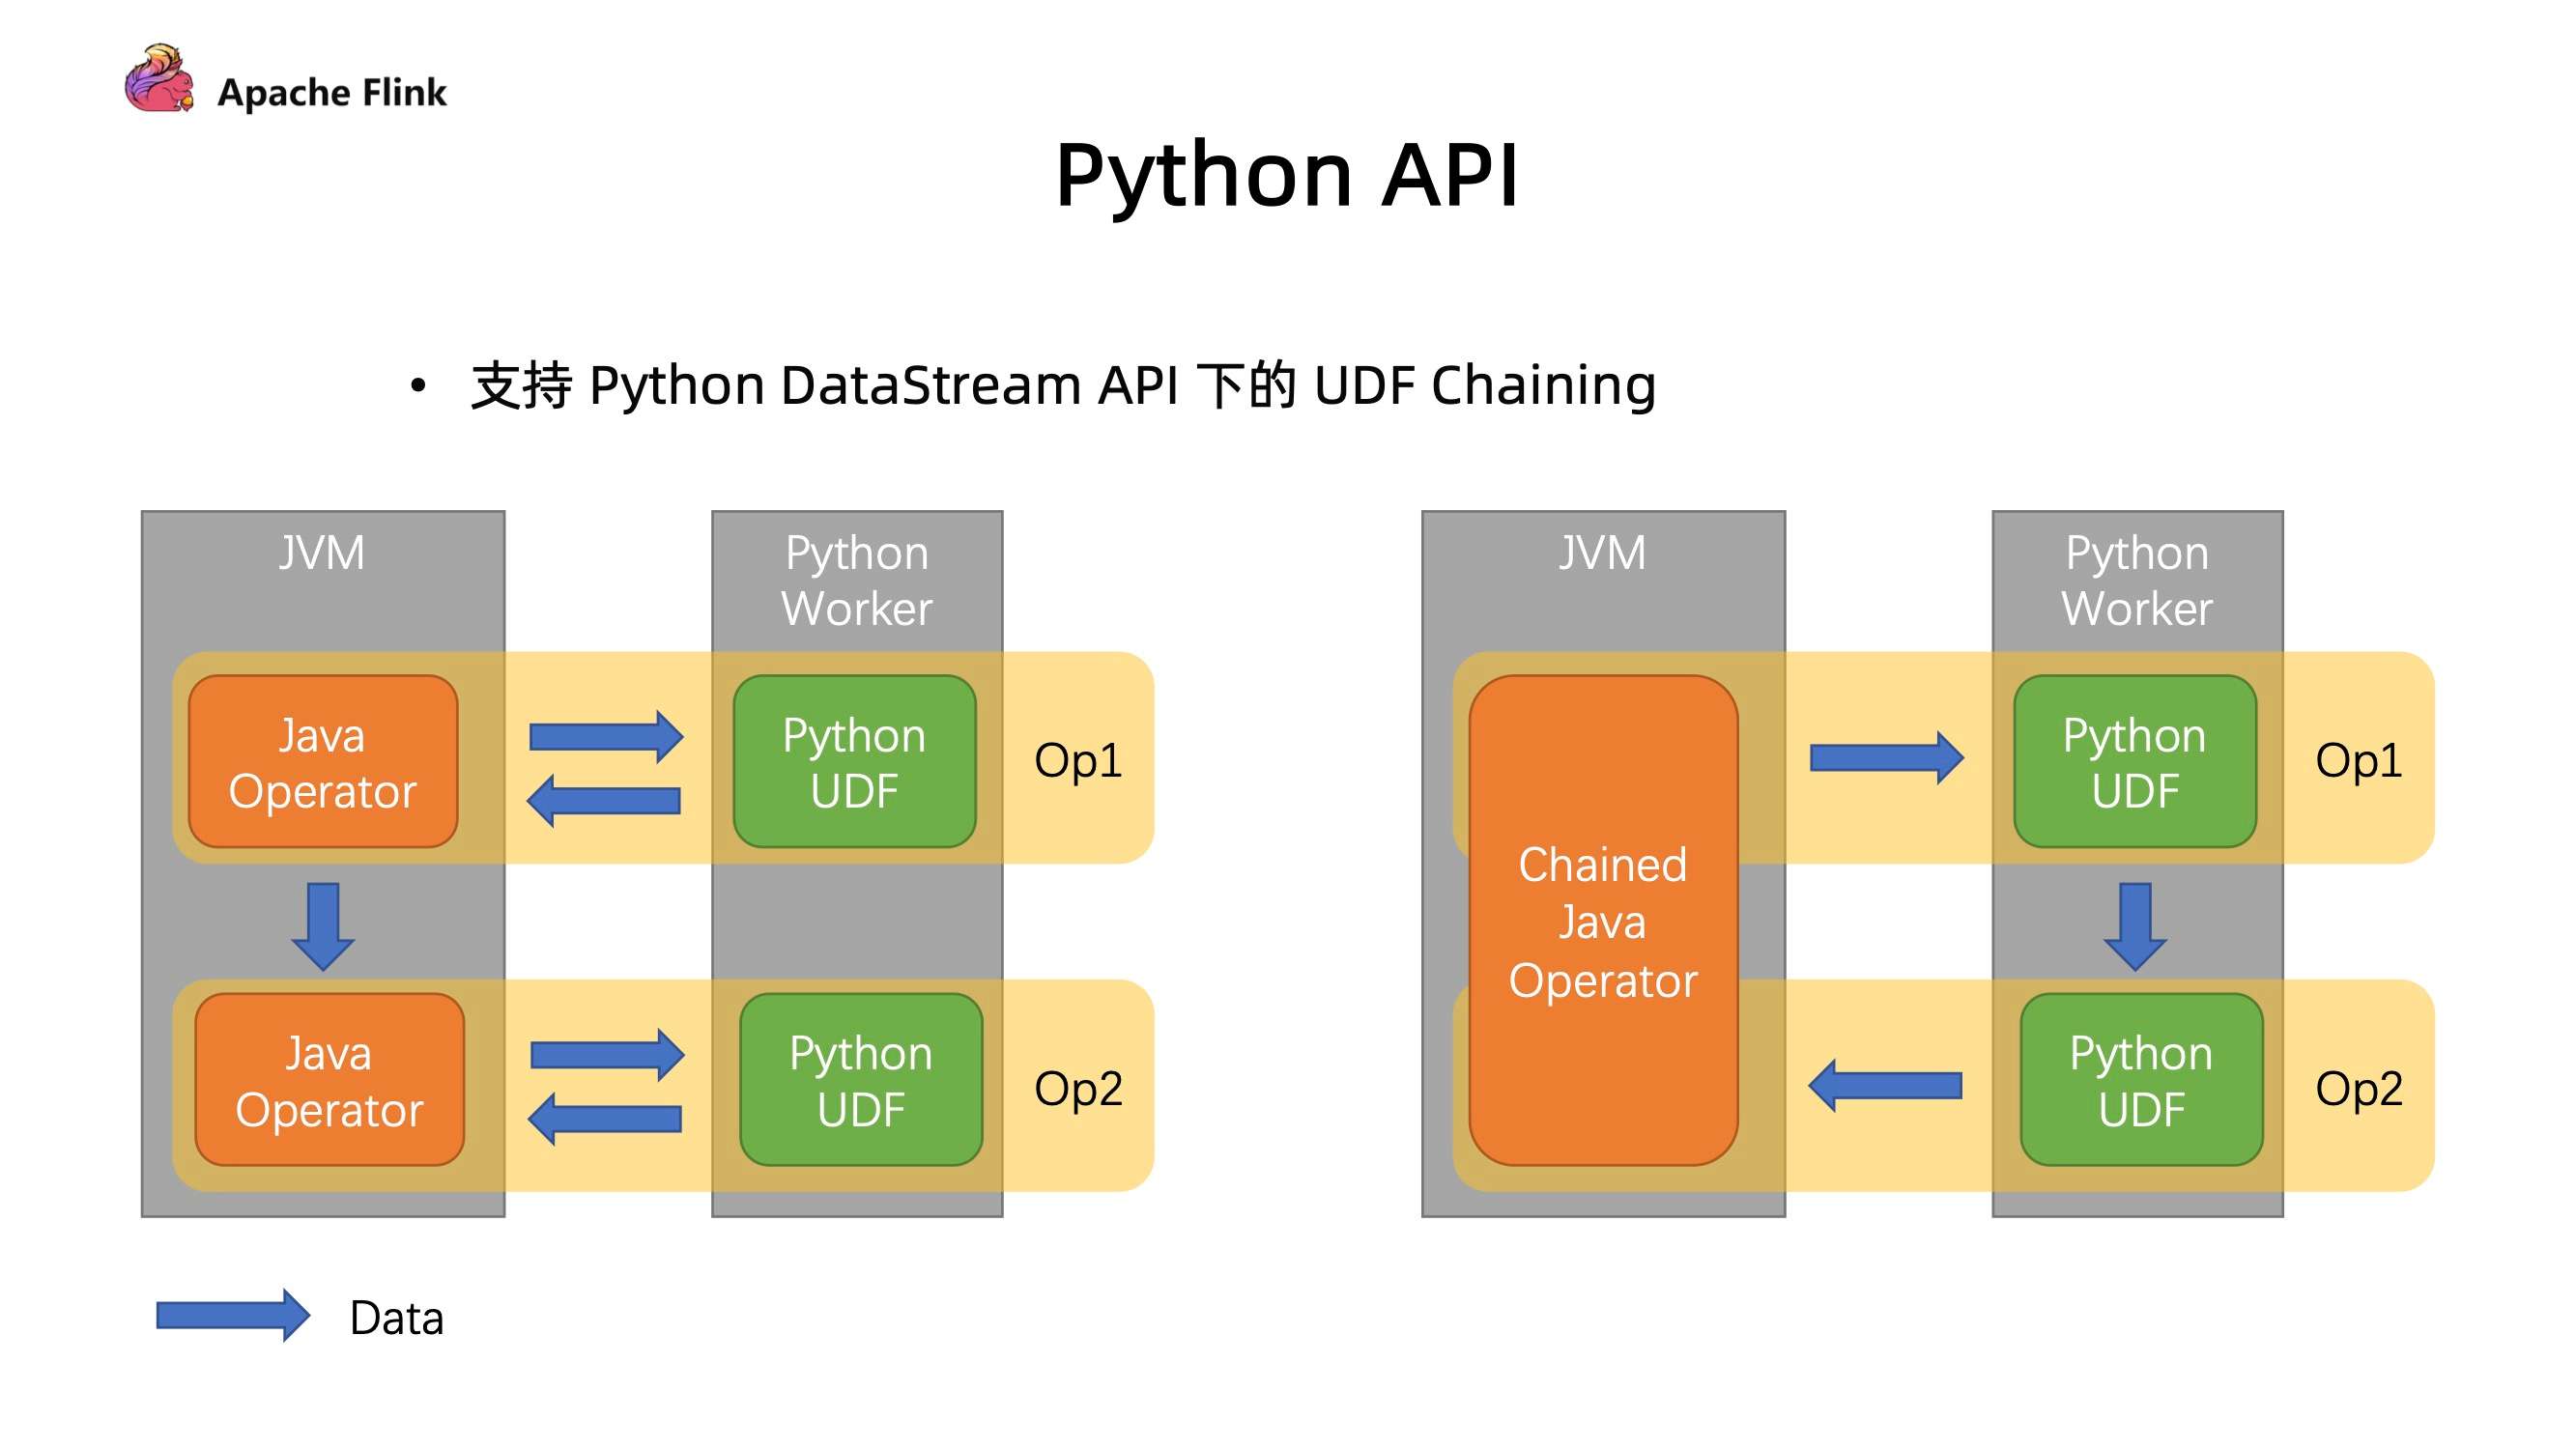 Apache Flink
Python API
• 支持 Python DataStream API 下的 UDF Chaining
JVM
Python
Worker
Java
Operator
Python
UDF
Op1
Java
Operator
Python
UDF
Op2
Data
JVM
Python
Worker
Chained
Java
Operator
Python
UDF
Op1
Python
UDF
Op2